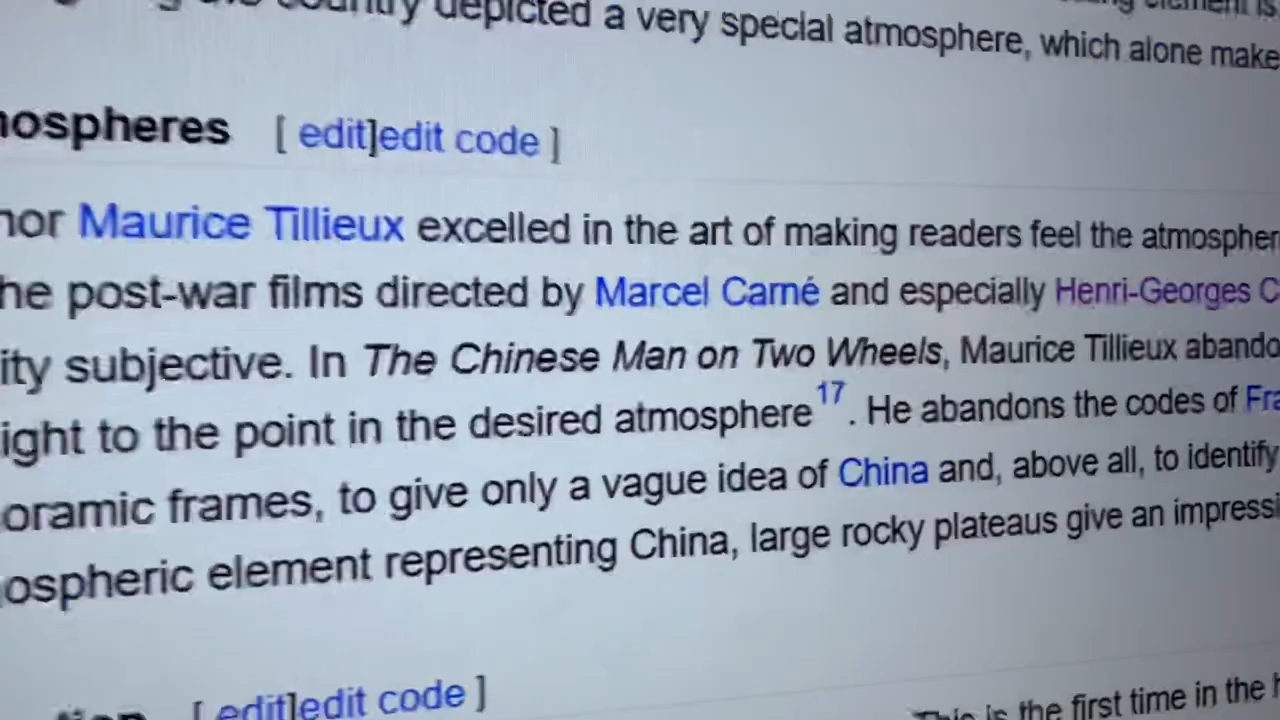 country depicted a very special atmosphere, which alone make
ospheres [ edit]edit code ]
hor Maurice Tillieux excelled in the art of making readers feel the atmospher
he post-war films directed by Marcel Carné and especially Henri-Georges C
ity subjective. In The Chinese Man on Two Wheels, Maurice Tillieux abando
ight to the point in the desired atmosphere 17. He abandons the codes of Fra
oramic frames, to give only a vague idea of China and, above all, to identify
ospheric element representing China, large rocky plateaus give an impressi
[ edit]edit code ]
This is the first time in the h